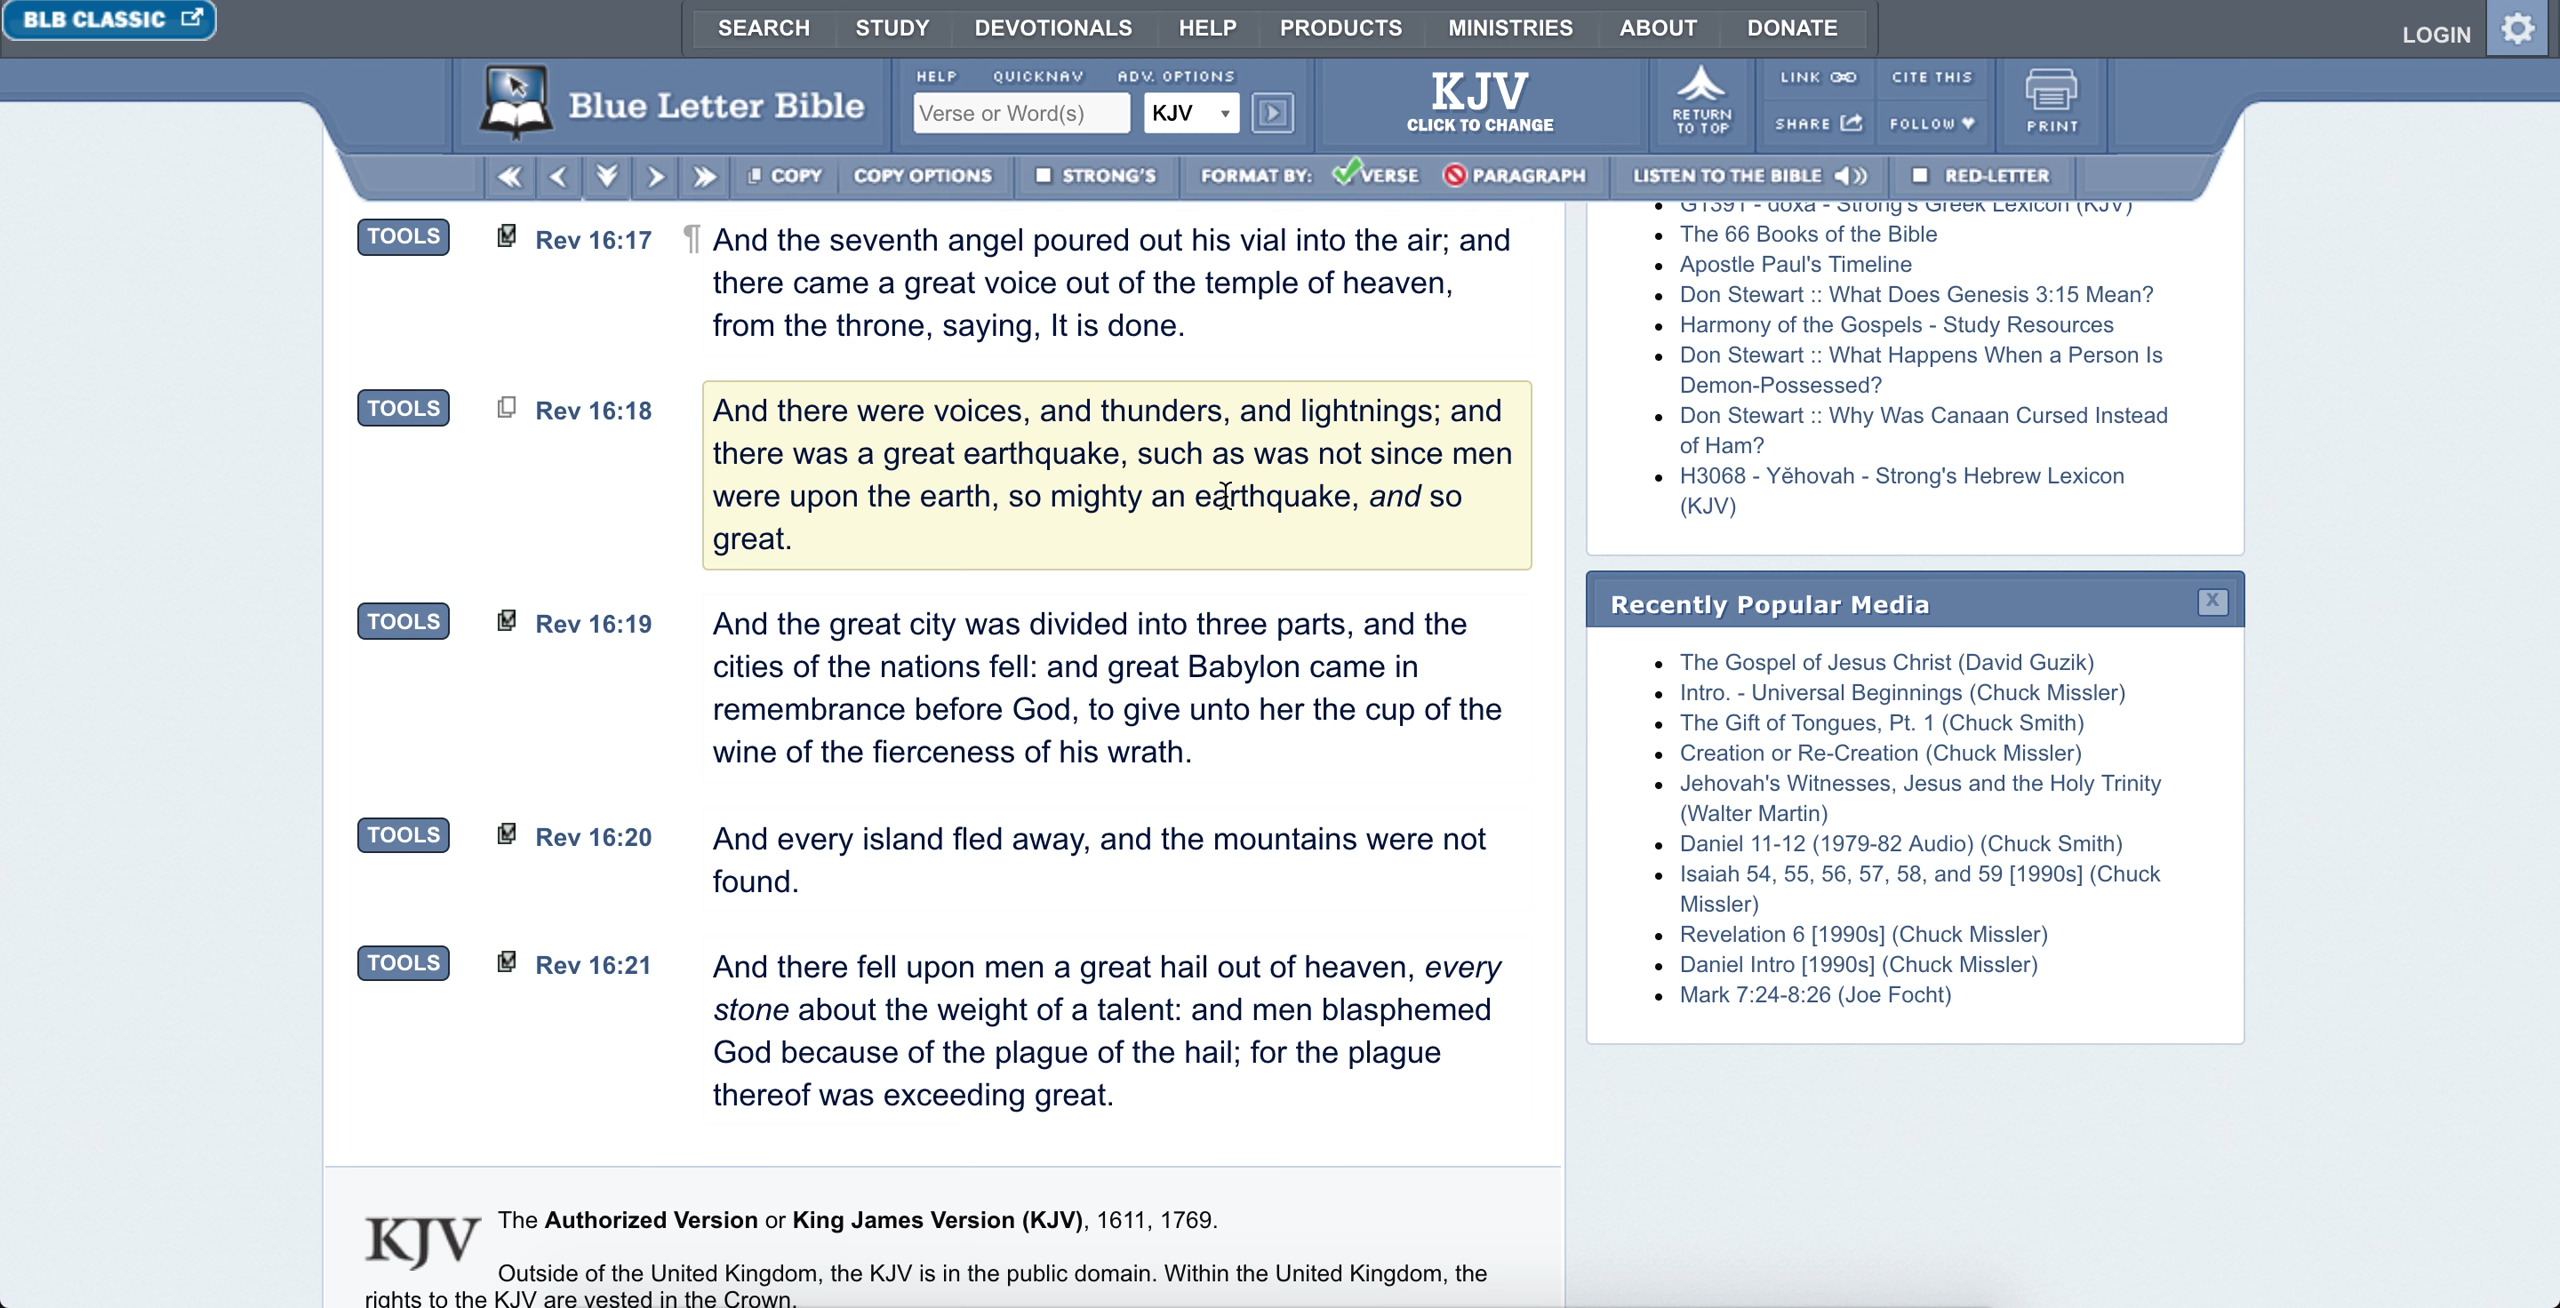 BLB CLASSIC
SEARCH STUDY DEVOTIONALS HELP PRODUCTS MINISTRIES ABOUT DONATE
LOGIN
Blue Letter Bible
HELP QUICKNAV ADV. OPTIONS
Verse or Word(s) KJV
KJV
CLICK TO CHANGE
RETURN
TO TOP
LINK CITE THIS
SHARE FOLLOW
PRINT
COPY COPY OPTIONS STRONG'S FORMAT BY: VERSE PARAGRAPH LISTEN TO THE BIBLE RED-LETTER
TOOLS Rev 16:17 ¶ And the seventh angel poured out his vial into the air; and
there came a great voice out of the temple of heaven,
from the throne, saying, It is done.
TOOLS Rev 16:18 And there were voices, and thunders, and lightnings; and
there was a great earthquake, such as was not since men
were upon the earth, so mighty an earthquake, and so
great.
TOOLS Rev 16:19 And the great city was divided into three parts, and the
cities of the nations fell: and great Babylon came in
remembrance before God, to give unto her the cup of the
wine of the fierceness of his wrath.
TOOLS Rev 16:20 And every island fled away, and the mountains were not
found.
TOOLS Rev 16:21 And there fell upon men a great hail out of heaven, every
stone about the weight of a talent: and men blasphemed
God because of the plague of the hail; for the plague
thereof was exceeding great.
KJV
The Authorized Version or King James Version (KJV), 1611, 1769.
Outside of the United Kingdom, the KJV is in the public domain. Within the United Kingdom, the
rights to the KJV are vested in the Crown.
G1391 - doxa - Strong's Greek Lexicon (KJV)
The 66 Books of the Bible
Apostle Paul's Timeline
Don Stewart :: What Does Genesis 3:15 Mean?
Harmony of the Gospels - Study Resources
Don Stewart :: What Happens When a Person Is
Demon-Possessed?
Don Stewart :: Why Was Canaan Cursed Instead
of Ham?
H3068 - Yĕhovah - Strong's Hebrew Lexicon
(KJV)
Recently Popular Media X
The Gospel of Jesus Christ (David Guzik)
Intro. - Universal Beginnings (Chuck Missler)
The Gift of Tongues, Pt. 1 (Chuck Smith)
Creation or Re-Creation (Chuck Missler)
Jehovah's Witnesses, Jesus and the Holy Trinity
(Walter Martin)
Daniel 11-12 (1979-82 Audio) (Chuck Smith)
Isaiah 54, 55, 56, 57, 58, and 59 [1990s] (Chuck
Missler)
Revelation 6 [1990s] (Chuck Missler)
Daniel Intro [1990s] (Chuck Missler)
Mark 7:24-8:26 (Joe Focht)